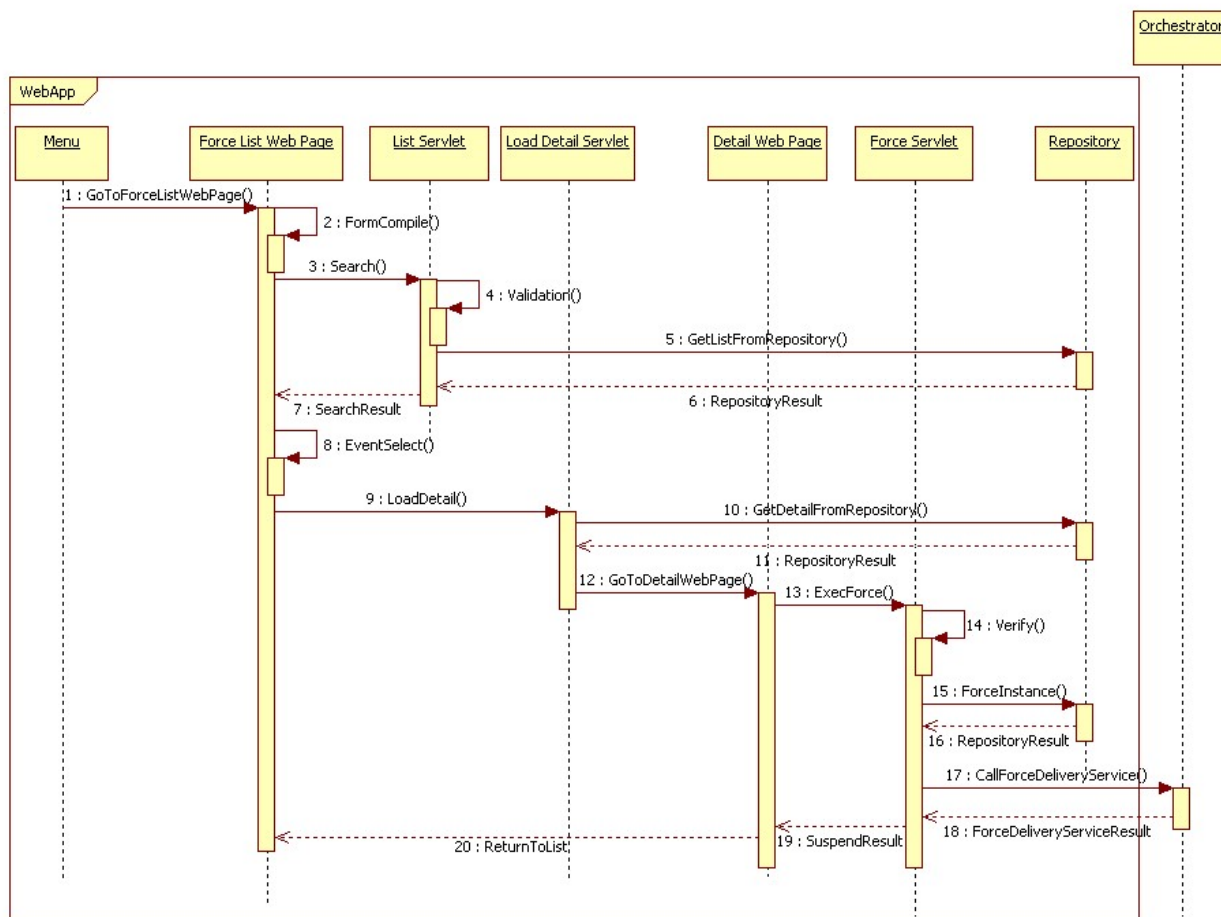 Orchestrator
WebApp
Menu
Force List Web Page
List Servlet
Load Detail Servlet
Detail Web Page
Force Servlet
Repository
1 : GoToForceListWebPage()
2 : FormCompile()
3 : Search()
4 : Validation()
5 : GetListFromRepository()
6 : RepositoryResult
7 : SearchResult
8 : EventSelect()
9 : LoadDetail()
10 : GetDetailFromRepository()
11 : RepositoryResult
12 : GoToDetailWebPage()
13 : ExecForce()
14 : Verify()
15 : ForceInstance()
16 : RepositoryResult
17 : CallForceDeliveryService()
18 : ForceDeliveryServiceResult
19 : SuspendResult
20 : ReturnToList